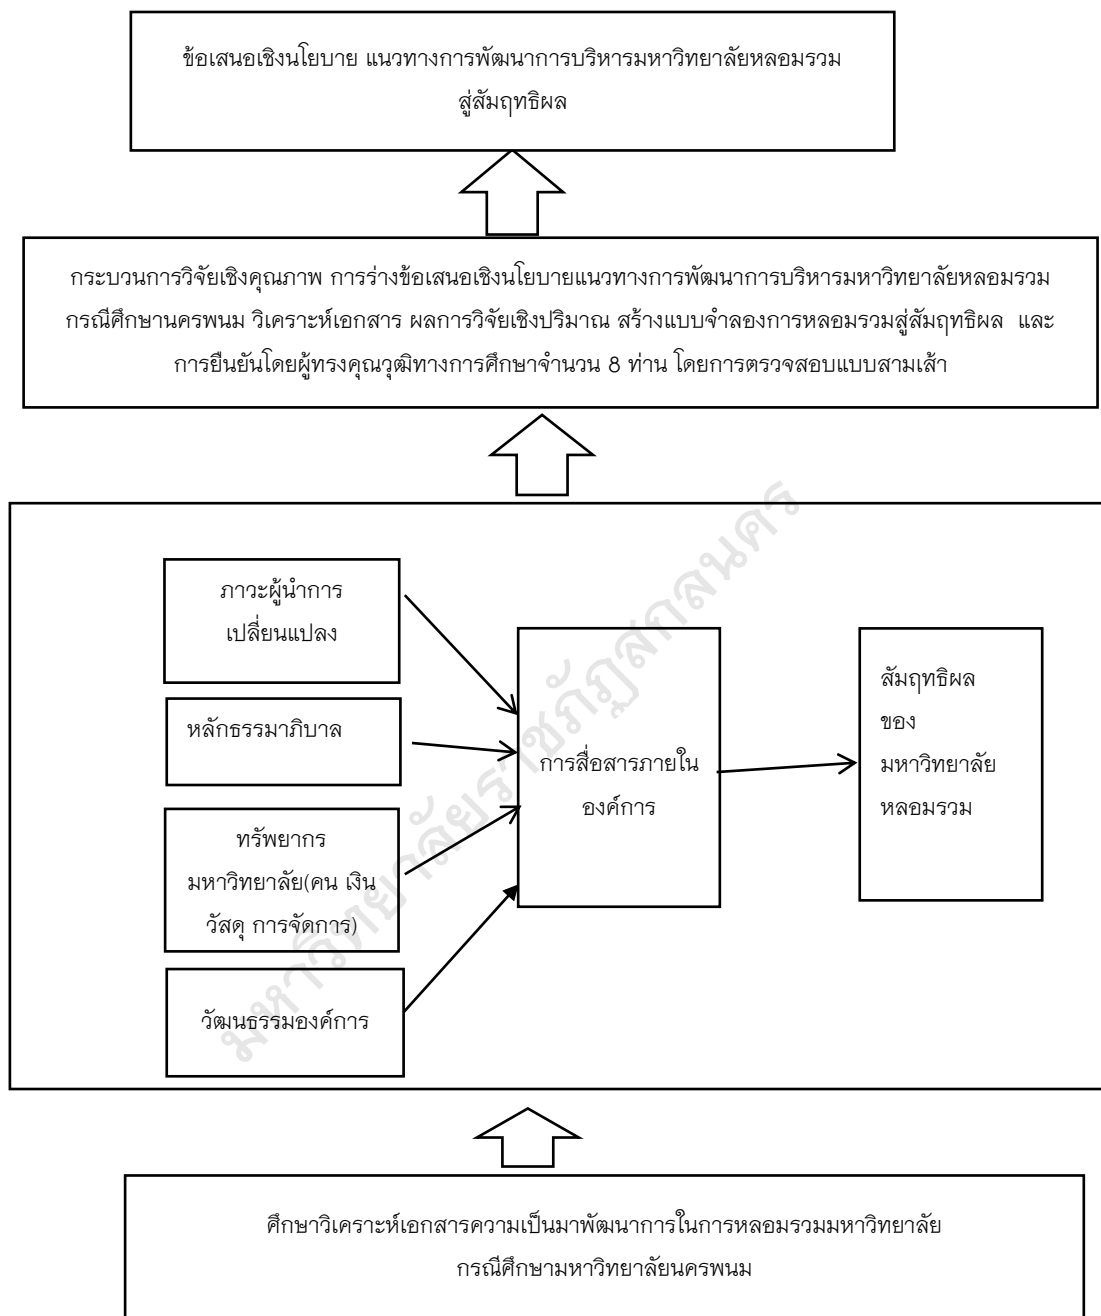 ข้อเสนอเชิงนโยบาย แนวทางการพัฒนาการบริหารมหาวิทยาลัยหลอมรวม
สู่สัมฤทธิผล
กระบวนการวิจัยเชิงคุณภาพ การร่างข้อเสนอเชิงนโยบายแนวทางการพัฒนาการบริหารมหาวิทยาลัยหลอมรวม
กรณีศึกษานครพนม วิเคราะห์เอกสาร ผลการวิจัยเชิงปริมาณ สร้างแบบจำลองการหลอมรวมสู่สัมฤทธิผล และ
การยืนยันโดยผู้ทรงคุณวุฒิทางการศึกษาจำนวน 8 ท่าน โดยการตรวจสอบแบบสามเส้า
ภาวะผู้นำการ
เปลี่ยนแปลง
หลักธรรมาภิบาล
ทรัพยากร
มหาวิทยาลัย(คน เงิน
วัสดุ การจัดการ)
วัฒนธรรมองค์การ
การสื่อสารภายใน
องค์การ
สัมฤทธิผล
ของ
มหาวิทยาลัย
หลอมรวม
ศึกษาวิเคราะห์เอกสารความเป็นมาพัฒนาการในการหลอมรวมมหาวิทยาลัย
กรณีศึกษามหาวิทยาลัยนครพนม
มหาวิทยาลัยราชภัฏสกลนคร